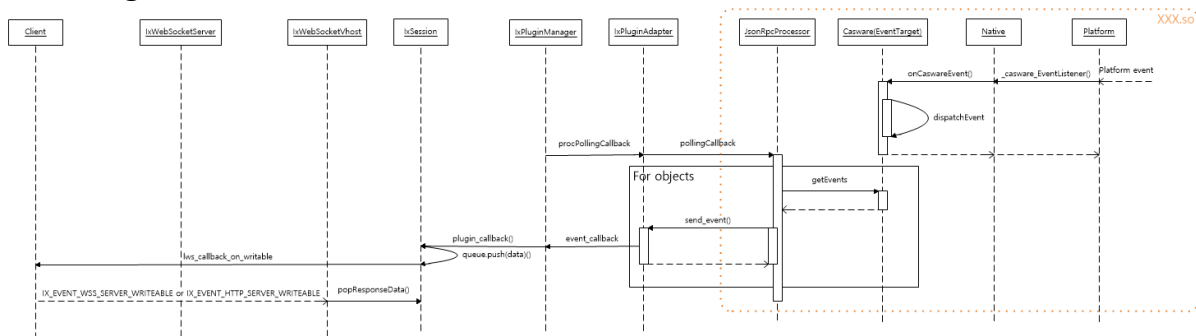 XXX.so
Client
IxWebSocketServer
IxWebSocketVhost
IxSession
IxPluginManager
IxPluginAdapter
JsonRpcProcessor
Casware(EventTarget)
Native
Platform
onCaswareEvent()
_casware_EventListener()
Platform event
dispatchEvent
procPollingCallback
pollingCallback
For objects
getEvents
send_event()
plugin_callback()
event_callback
queue.push(data)()
lws_callback_on_writable
IX_EVENT_WSS_SERVER_WRITEABLE or IX_EVENT_HTTP_SERVER_WRITEABLE
popResponseData()